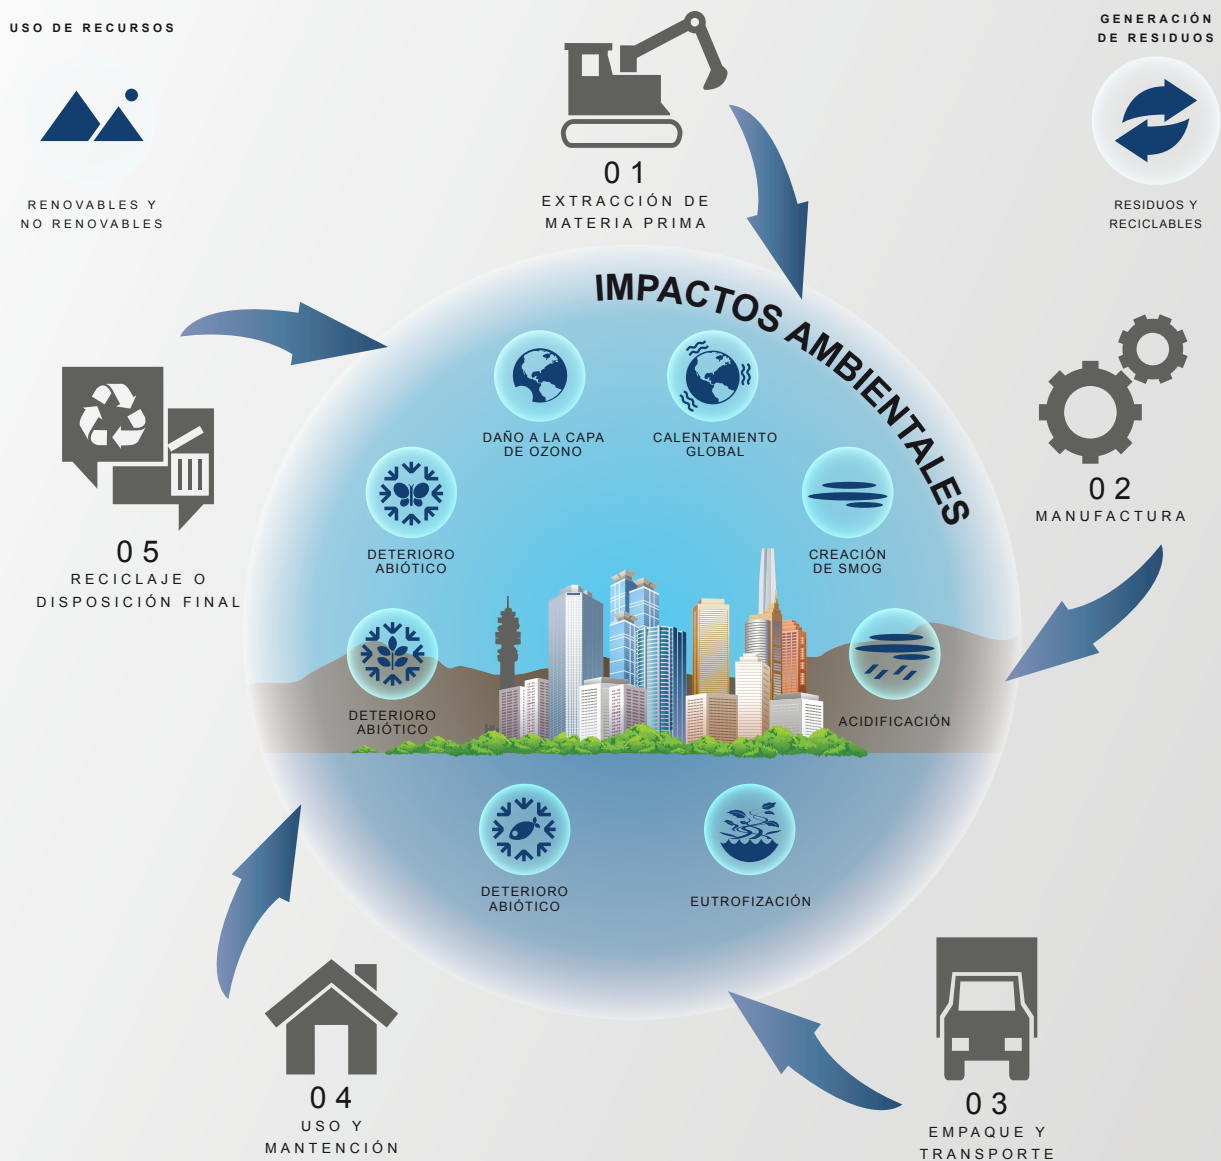 USO DE RECURSOS
RENOVABLES Y
NO RENOVABLES
GENERACIÓN
DE RESIDUOS
RESIDUOS Y
RECICLABLES
01
EXTRACCIÓN DE
MATERIA PRIMA
IMPACTOS AMBIENTALES
DAÑO A LA CAPA
DE OZONO
CALENTAMIENTO
GLOBAL
DETERIORO
ABIÓTICO
CREACIÓN
DE SMOG
DETERIORO
ABIÓTICO
ACIDIFICACIÓN
DETERIORO
ABIÓTICO
EUTROFIZACIÓN
02
MANUFACTURA
03
EMPAQUE Y
TRANSPORTE
04
USO Y
MANTENCIÓN
05
RECICLAJE O
DISPOSICIÓN FINAL